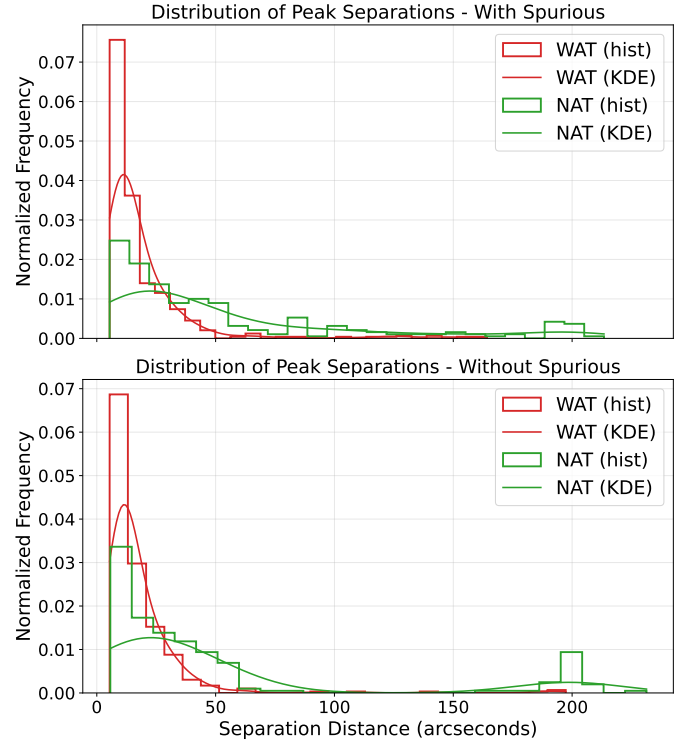 Distribution of Peak Separations - With Spurious
Normalized Frequency
0.07
0.06
0.05
0.04
0.03
0.02
0.01
0.00
WAT (hist)
WAT (KDE)
NAT (hist)
NAT (KDE)
Distribution of Peak Separations - Without Spurious
Normalized Frequency
0.07
0.06
0.05
0.04
0.03
0.02
0.01
0.00
WAT (hist)
WAT (KDE)
NAT (hist)
NAT (KDE)
0 50 100 150 200
Separation Distance (arcseconds)